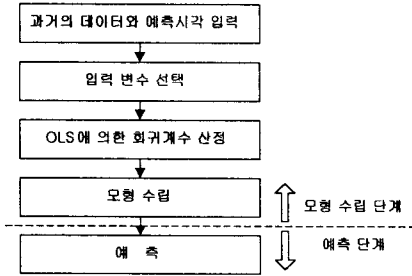 과거의 데이터와 예측시각 입력
입력 변수 선택
OLS에 의한 회귀계수 산정
모형 수립
모형 수립 단계
예측 단계
예 측